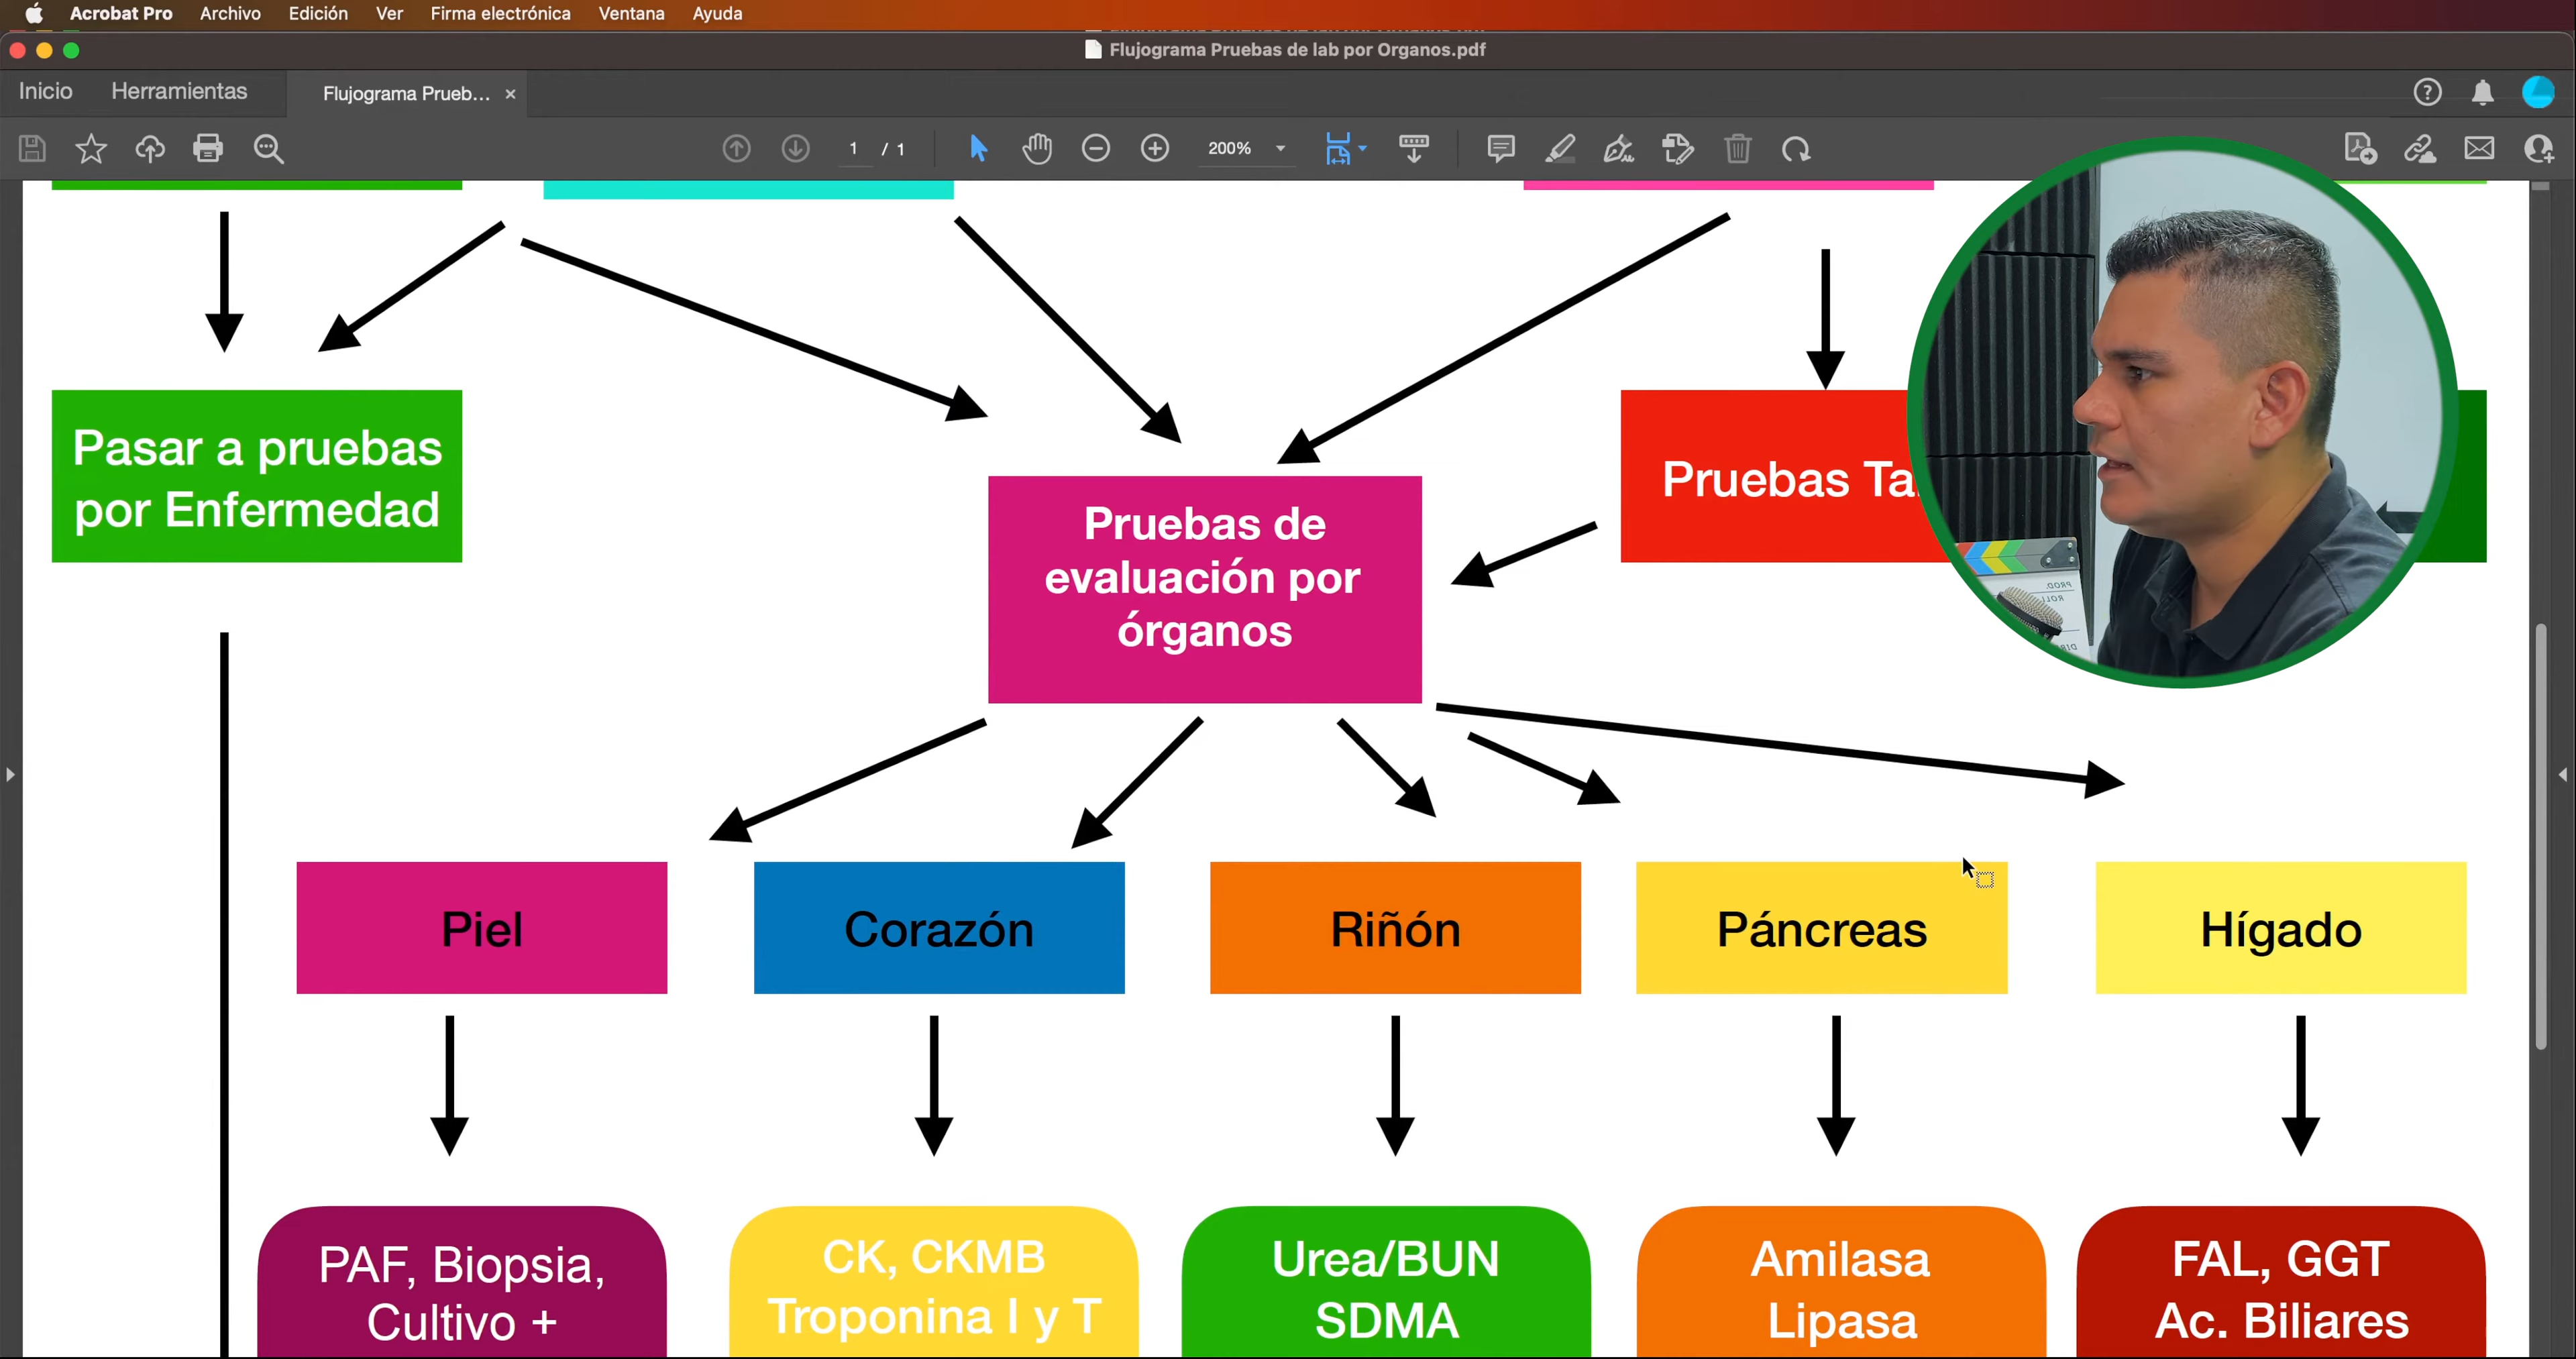 Acrobat Pro Archivo Edición Ver Firma electrónica Ventana Ayuda
Flujograma Pruebas de lab por Organos.pdf
Inicio Herramientas Flujograma Prueb... ×
1 / 1 200%
Pasar a pruebas
por Enfermedad
Pruebas de
evaluación por
órganos
Pruebas
Piel
Corazón
Riñón
Páncreas
Hígado
PAF, Biopsia,
Cultivo +
CK, CKMB
Troponina I y T
Urea/BUN
SDMA
Amilasa
Lipasa
FAL, GGT
Ac. Biliares